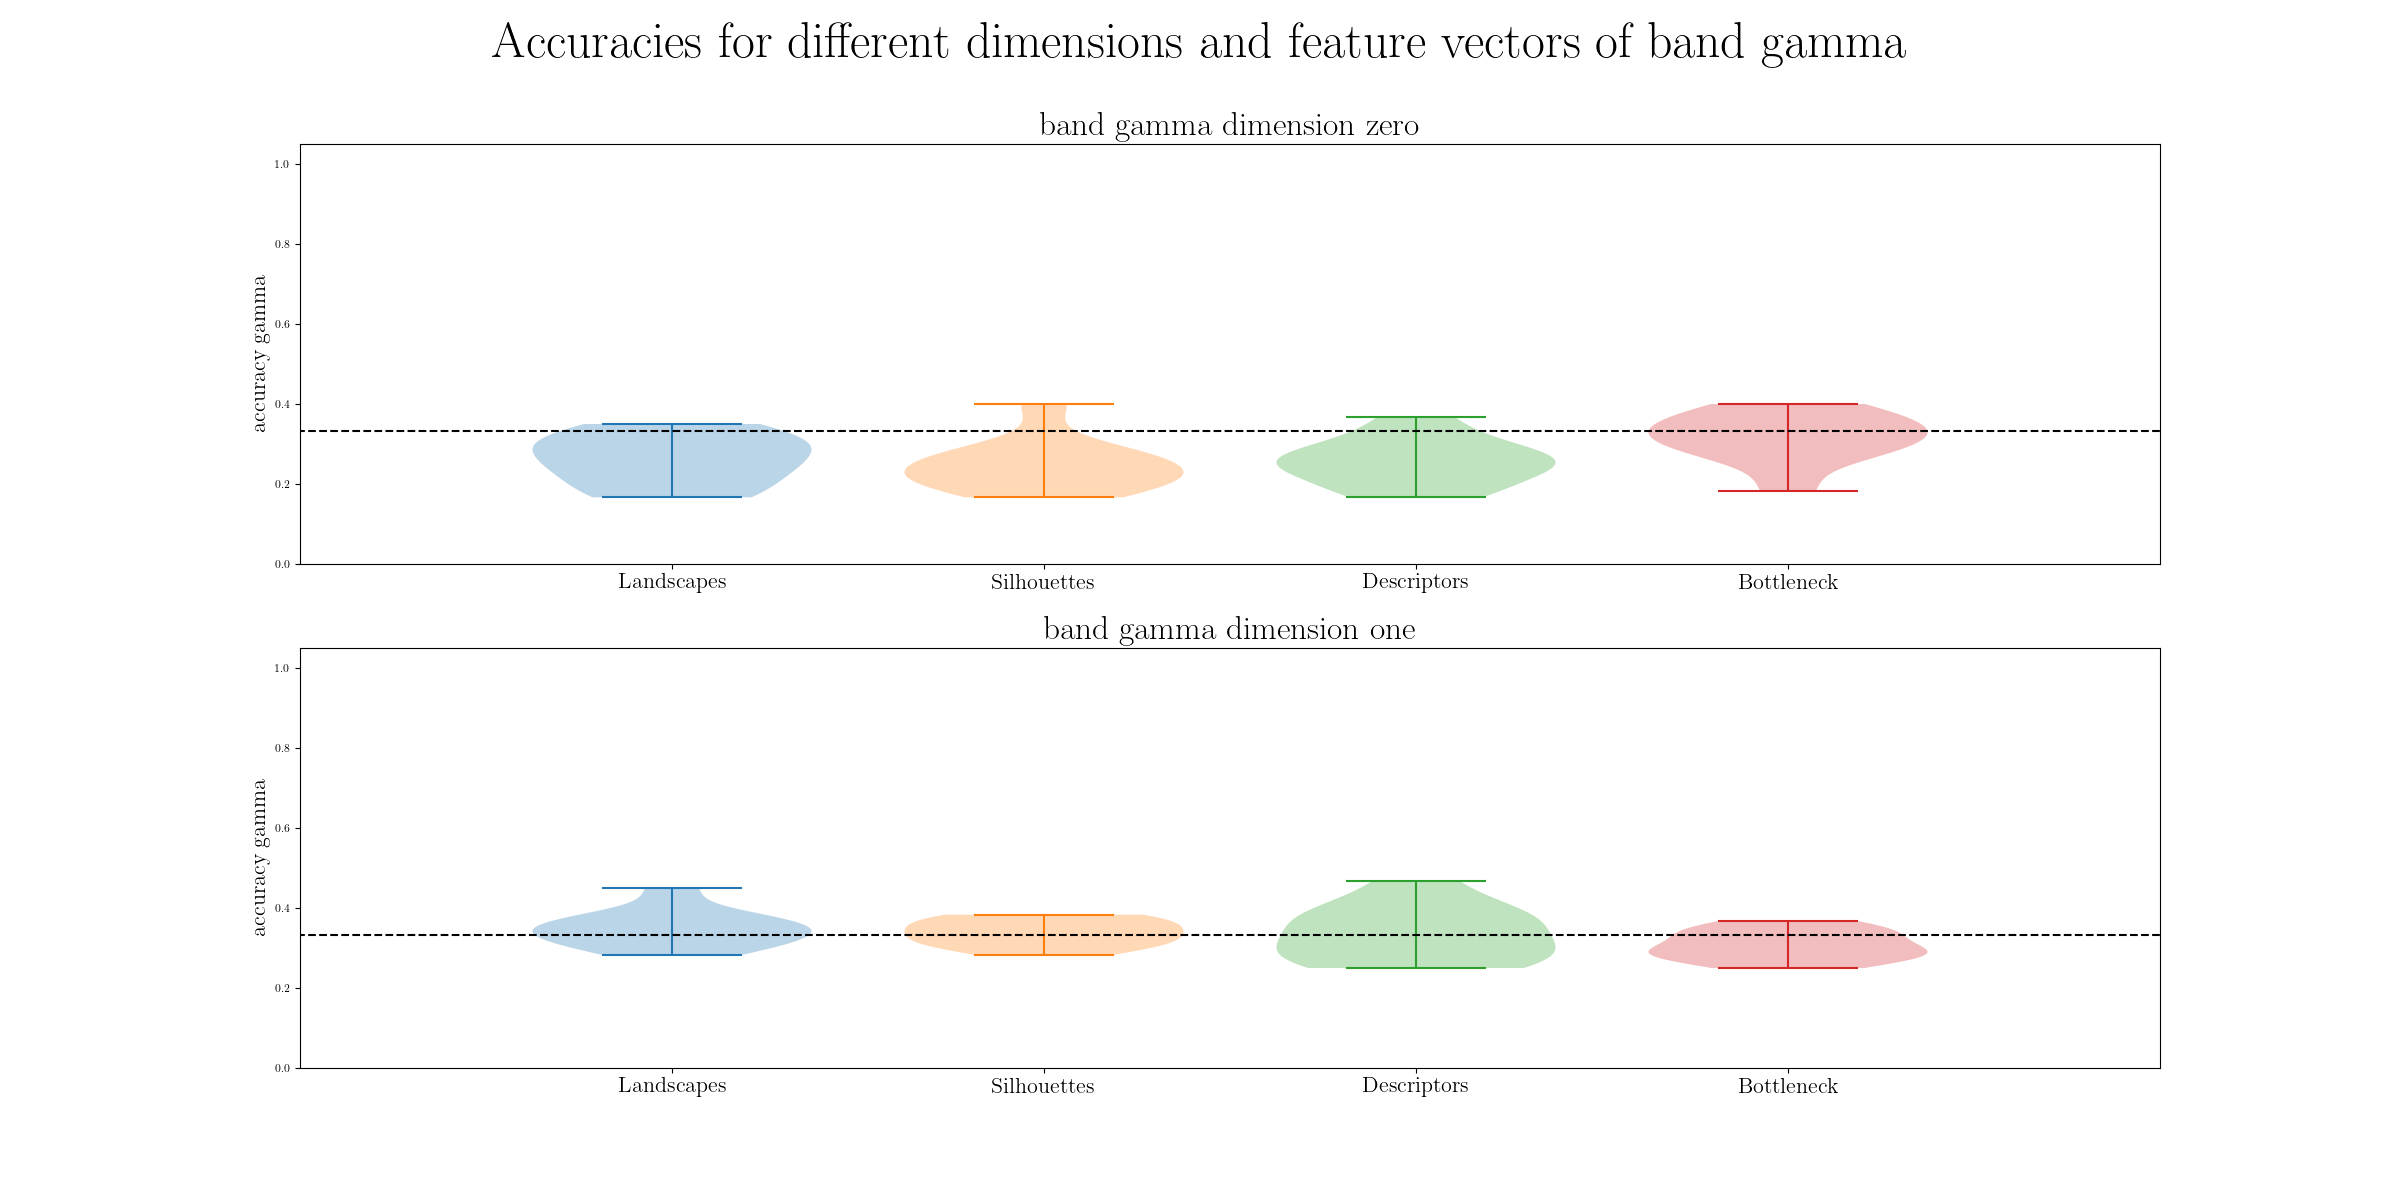 Accuracies for different dimensions and feature vectors of band gamma
band gamma dimension zero
accuracy gamma
1.0
0.8
0.6
0.4
0.2
0.0
Landscapes Silhouettes Descriptors Bottleneck
band gamma dimension one
accuracy gamma
1.0
0.8
0.6
0.4
0.2
0.0
Landscapes Silhouettes Descriptors Bottleneck